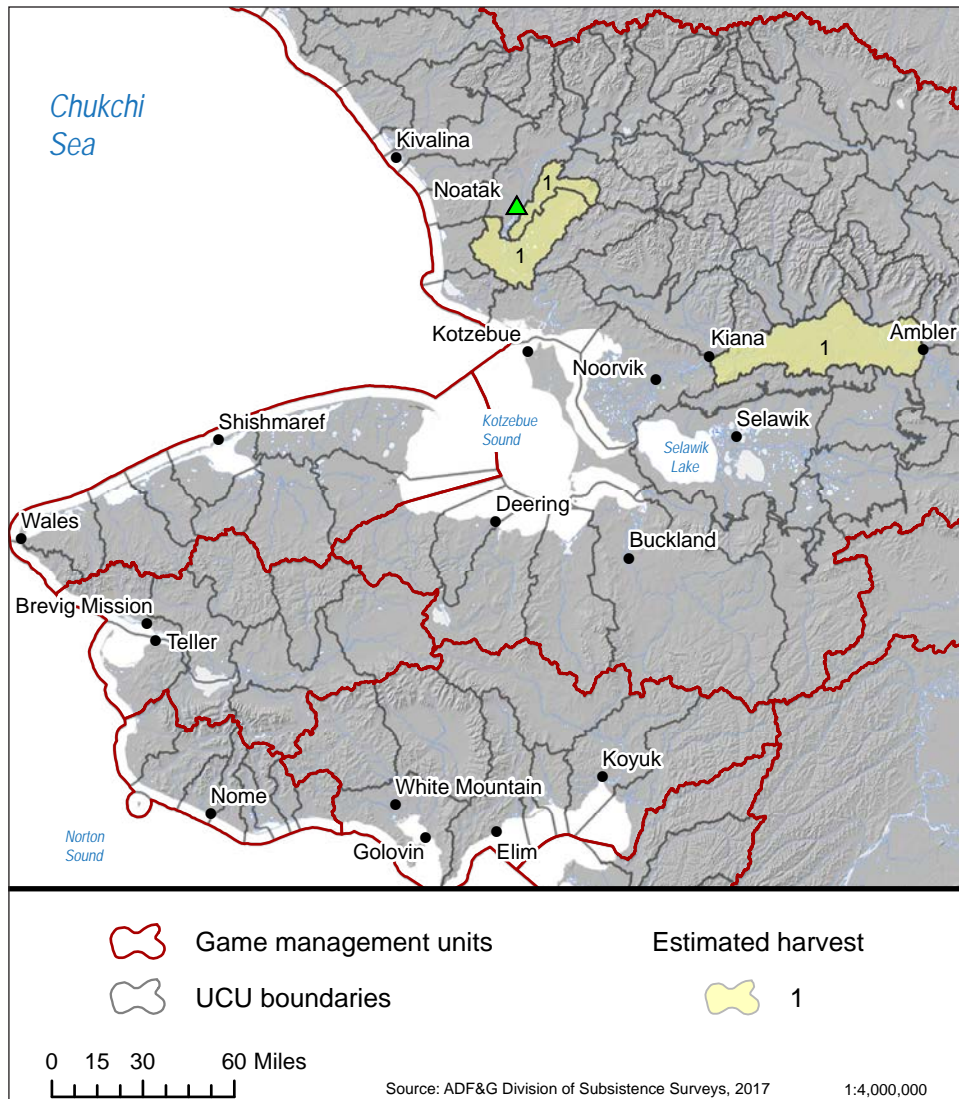 Chukchi
Sea
Kivalina
Noatak
1
1
Kotzebue
Kiana
Ambler
1
Noorvik
Shishmaref
Kotzebue
Sound
Selawik
Selawik
Lake
Wales
Deering
Buckland
Brevig Mission
Teller
Koyuk
White Mountain
Nome
Norton
Sound
Golovin
Elim
Game management units
Estimated harvest
UCU boundaries
1
0 15 30 60 Miles
Source: ADF&G Division of Subsistence Surveys, 2017
1:4,000,000